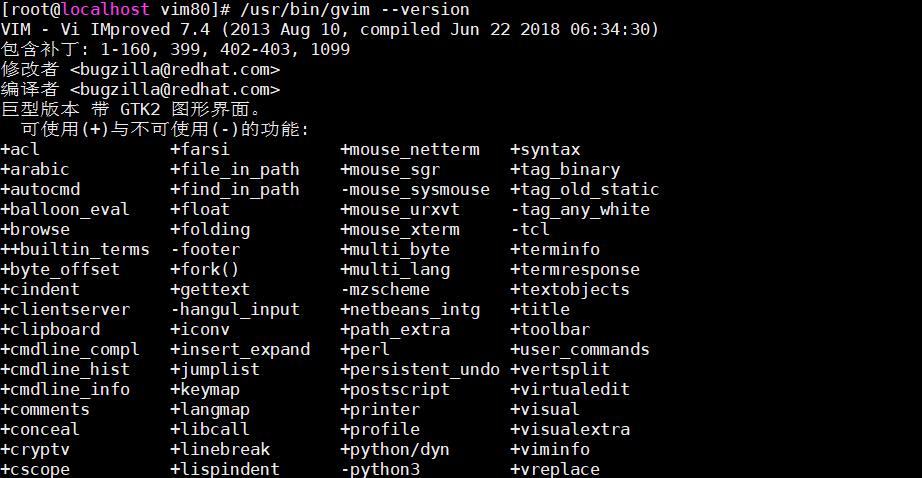 [root@localhost vim80]# /usr/bin/gvim --version
VIM - Vi IMproved 7.4 (2013 Aug 10, compiled Jun 22 2018 06:34:30)
包含补丁: 1-160, 399, 402-403, 1099
修改者 <bugzilla@redhat.com>
编译者 <bugzilla@redhat.com>
巨型版本 带 GTK2 图形界面。
  可使用(+)与不可使用(-)的功能:
+acl             +farsi           +mouse_netterm   +syntax
+arabic          +file_in_path    +mouse_sgr       +tag_binary
+autocmd         +find_in_path    -mouse_sysmouse  +tag_old_static
+balloon_eval    +float           +mouse_urxvt     -tag_any_white
+browse          +folding         +mouse_xterm     -tcl
++builtin_terms  -footer          +multi_byte      +terminfo
+byte_offset     +fork()          +multi_lang      +termresponse
+cindent         +gettext         -mzscheme        +textobjects
+clientserver    -hangul_input    +netbeans_intg   +title
+clipboard       +iconv           +path_extra      +toolbar
+cmdline_compl   +insert_expand   +perl            +user_commands
+cmdline_hist    +jumplist        +persistent_undo +vertsplit
+cmdline_info    +keymap          +postscript      +virtualedit
+comments        +langmap         +printer         +visual
+conceal         +libcall         +profile         +visualextra
+cryptv          +linebreak       +python/dyn      +viminfo
+cscope          +lispindent      -python3         +vreplace